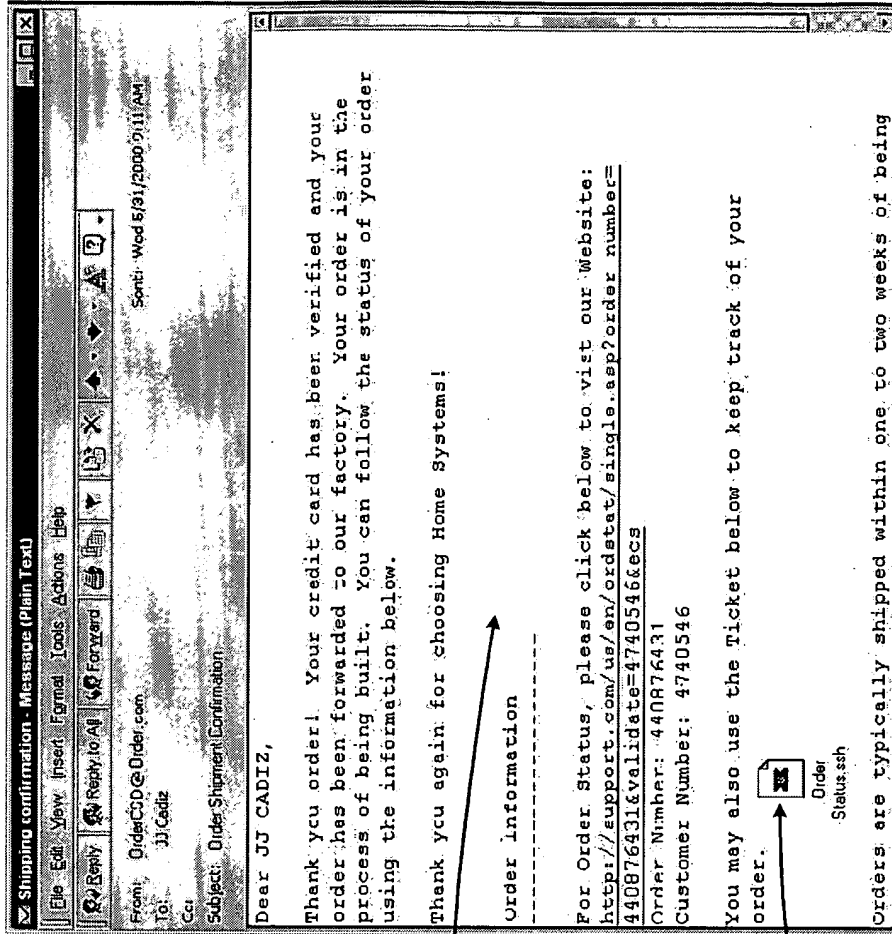 Shipping confirmation - Message (Plain Text)
File Edit View Insert Format Tools Actions Help
Reply Reply to All Forward
From: OrderCSD@Order.com Sent: Wed 5/31/2000 9:11 AM
To: JJ Cadiz
Cc:
Subject: Order Shipment Confirmation
Dear JJ CADIZ,
Thank you order! Your credit card has been verified and your
order has been forwarded to our factory. Your order is in the
process of being built. You can follow the status of your order
using the information below.
Thank you again for choosing Home Systems!
Order Information
-----------------
For Order Status, please click below to vist our Website:
http://support.com/us/en/ordstat/single.asp?order number=
440876431&validate=4740546&ecs
Order Number: 440876431
Customer Number: 4740546
You may also use the Ticket below to keep track of your
order.
Order
Status.ssh
Orders are typically shipped within one to two weeks of being